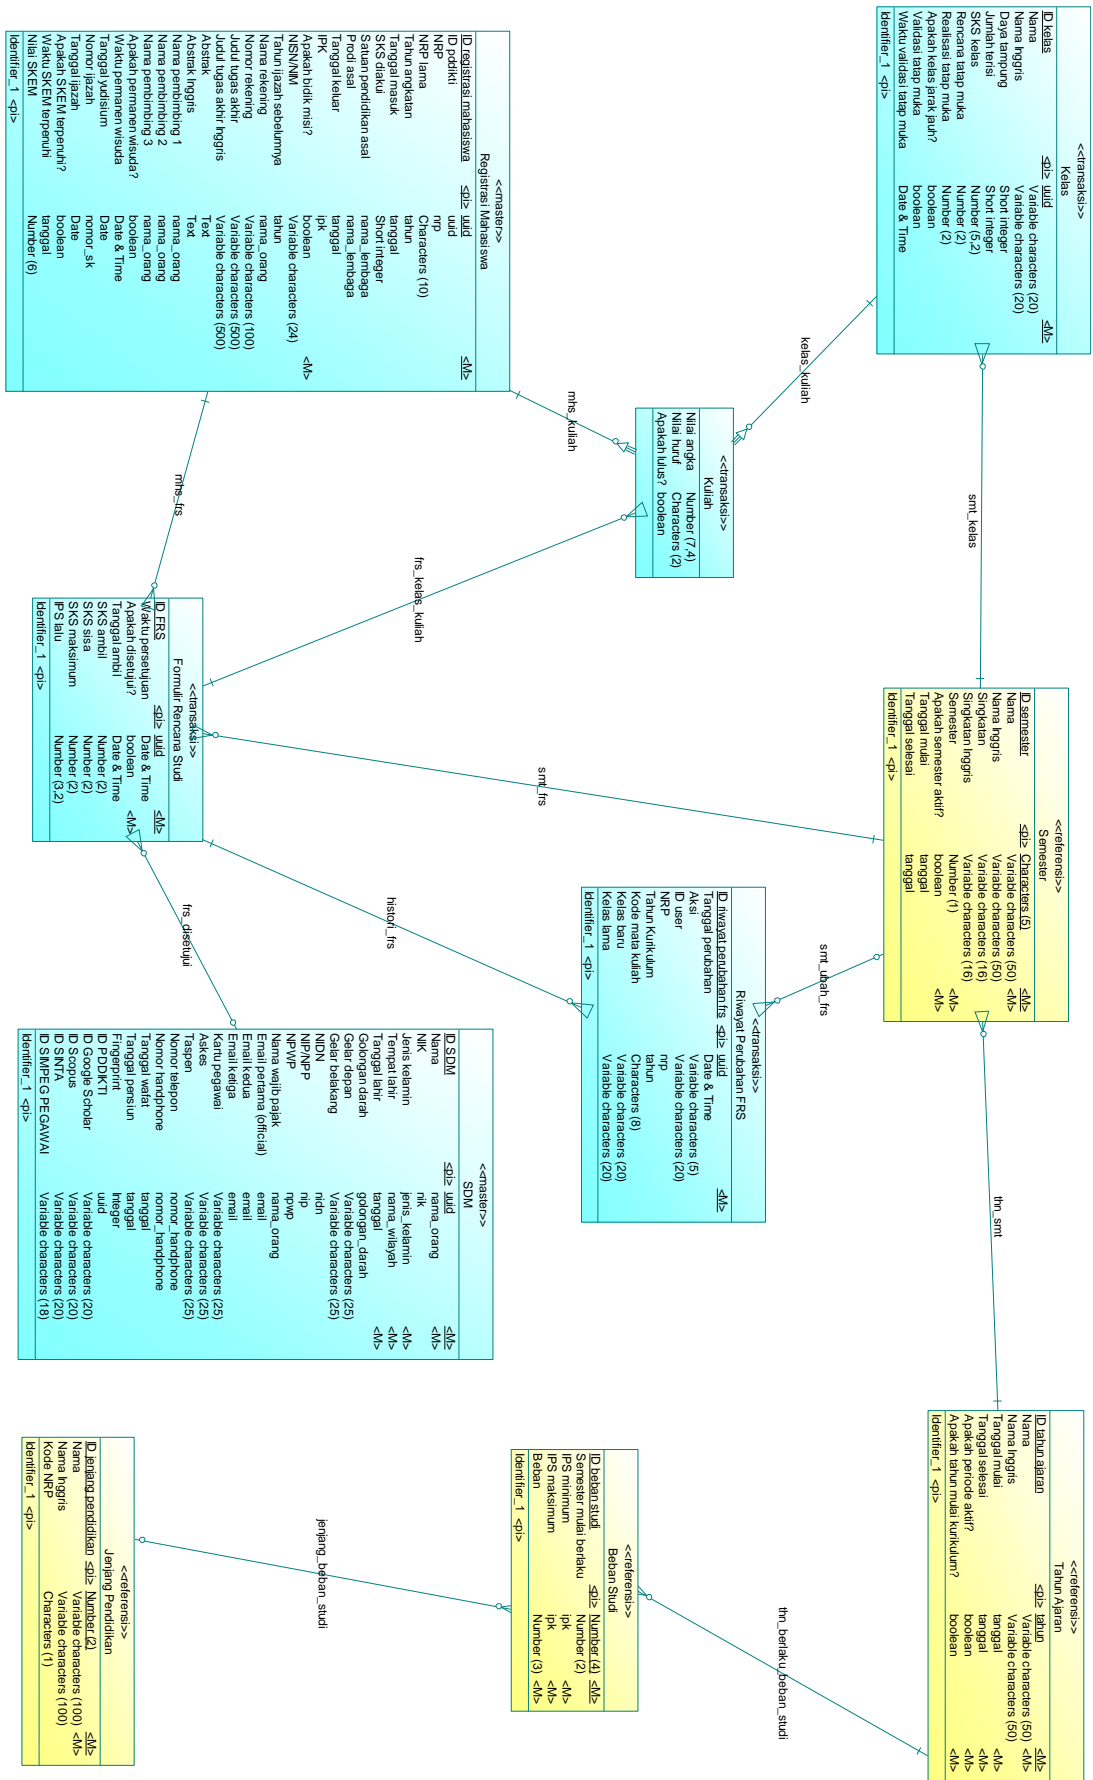 <<transaksi>>
Kelas
ID kelas <pi> uuid <M>
Nama Variable characters (20)
Nama Inggris Variable characters (20)
Daya tampung Short integer
Jumlah terisi Short integer
SKS kelas Number (5,2)
Rencana tatap muka Number (2)
Realisasi tatap muka Number (2)
Apakah kelas jarak jauh? boolean
Validasi tatap muka boolean
Waktu validasi tatap muka Date & Time
Identifier_1 <pi>
smt_kelas
<<referensi>>
Semester
ID semester <pi> Characters (5) <M>
Nama Variable characters (50) <M>
Nama Inggris Variable characters (50)
Singkatan Variable characters (16)
Singkatan Inggris Variable characters (16)
Semester Number (1) <M>
Apakah semester aktif? boolean <M>
Tanggal mulai tanggal
Tanggal selesai tanggal
Identifier_1 <pi>
thn_smt
<<referensi>>
Tahun Ajaran
ID tahun ajaran <pi> tahun <M>
Nama Variable characters (50) <M>
Nama Inggris Variable characters (50)
Tanggal mulai tanggal <M>
Tanggal selesai tanggal <M>
Apakah periode aktif? boolean <M>
Apakah tahun mulai kurikulum? boolean <M>
Identifier_1 <pi>
kelas_kuliah
<<transaksi>>
Kuliah
Nilai angka Number (7,4)
Nilai huruf Characters (2)
Apakah lulus? boolean
smt_ubah_frs
<<transaksi>>
Riwayat Perubahan FRS
ID riwayat perubahan frs <pi> uuid <M>
Tanggal perubahan Date & Time
Aksi Variable characters (5)
ID user Variable characters (20)
NRP nrp
Tahun Kurikulum tahun
Kode mata kuliah Characters (8)
Kelas baru Variable characters (20)
Kelas lama Variable characters (20)
Identifier_1 <pi>
thn_berlaku_beban_studi
<<referensi>>
Beban Studi
ID beban studi <pi> Number (4) <M>
Semester mulai berlaku Number (2)
IPS minimum ipk <M>
IPS maksimum ipk <M>
Beban Number (3) <M>
Identifier_1 <pi>
mhs_kuliah
smt_frs
frs_kelas_kuliah
histori_frs
jenjang_beban_studi
<<master>>
Registrasi Mahasiswa
ID registrasi mahasiswa <pi> uuid <M>
ID pddikti uuid
NRP nrp
NRP lama Characters (10)
Tahun angkatan tahun
Tanggal masuk tanggal
SKS diakui Short integer
Satuan pendidikan asal nama_lembaga
Prodi asal nama_lembaga
Tanggal keluar tanggal
IPK ipk
Apakah bidik misi? boolean <M>
NISN/NIM Variable characters (24)
Tahun ijazah sebelumnya tahun
Nama rekening nama_orang
Nomor rekening Variable characters (100)
Judul tugas akhir Variable characters (500)
Judul tugas akhir Inggris Variable characters (500)
Abstrak Text
Abstrak Inggris Text
Nama pembimbing 1 nama_orang
Nama pembimbing 2 nama_orang
Nama pembimbing 3 nama_orang
Apakah permanen wisuda? boolean
Waktu permanen wisuda Date & Time
Tanggal yudisium Date
Nomor ijazah nomor_sk
Tanggal ijazah Date
Apakah SKEM terpenuhi? boolean
Waktu SKEM terpenuhi tanggal
Nilai SKEM Number (6)
Identifier_1 <pi>
mhs_frs
<<transaksi>>
Formulir Rencana Studi
ID FRS <pi> uuid <M>
Waktu persetujuan Date & Time
Apakah disetujui? boolean <M>
Tanggal ambil Date & Time
SKS ambil Number (2)
SKS sisa Number (2)
SKS maksimum Number (2)
IPS lalu Number (3,2)
Identifier_1 <pi>
frs_disetujui
<<master>>
SDM
ID SDM <pi> uuid <M>
Nama nama_orang <M>
NIK nik
Jenis kelamin jenis_kelamin <M>
Tempat lahir nama_wilayah <M>
Tanggal lahir tanggal <M>
Golongan darah golongan_darah
Gelar depan Variable characters (25)
Gelar belakang Variable characters (25)
NIDN nidn
NIP/NPP nip
NPWP npwp
Nama wajib pajak nama_orang
Email pertama (official) email
Email kedua email
Email ketiga email
Kartu pegawai Variable characters (25)
Askes Variable characters (25)
Taspen Variable characters (25)
Nomor telepon nomor_handphone
Nomor handphone nomor_handphone
Tanggal wafat tanggal
Tanggal pensiun tanggal
Fingerprint Integer
ID PDDIKTI uuid
ID Google Scholar Variable characters (20)
ID Scopus Variable characters (20)
ID SINTA Variable characters (20)
ID SIMPEG PEGAWAI Variable characters (18)
Identifier_1 <pi>
<<referensi>>
Jenjang Pendidikan
ID jenjang pendidikan <pi> Number (2) <M>
Nama Variable characters (100) <M>
Nama Inggris Variable characters (100)
Kode NRP Characters (1)
Identifier_1 <pi>